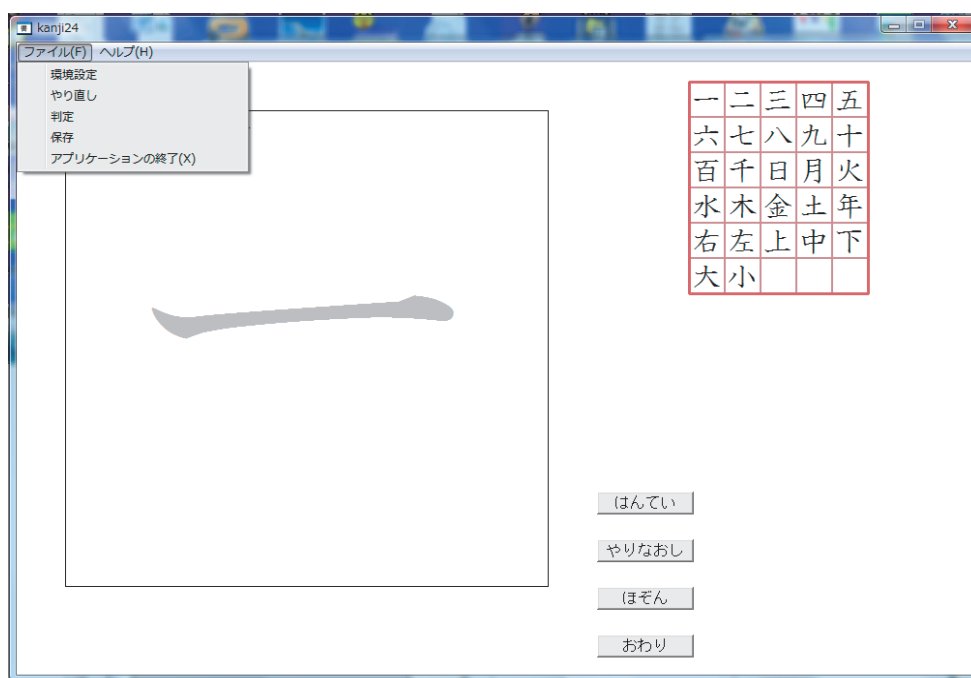 kanji24
ファイル(F) ヘルプ(H)
環境設定
やり直し
判定
保存
アプリケーションの終了(X)
一
一 二 三 四 五
六 七 八 九 十
百 千 日 月 火
水 木 金 土 年
右 左 上 中 下
大 小
はんてい
やりなおし
ほぞん
おわり